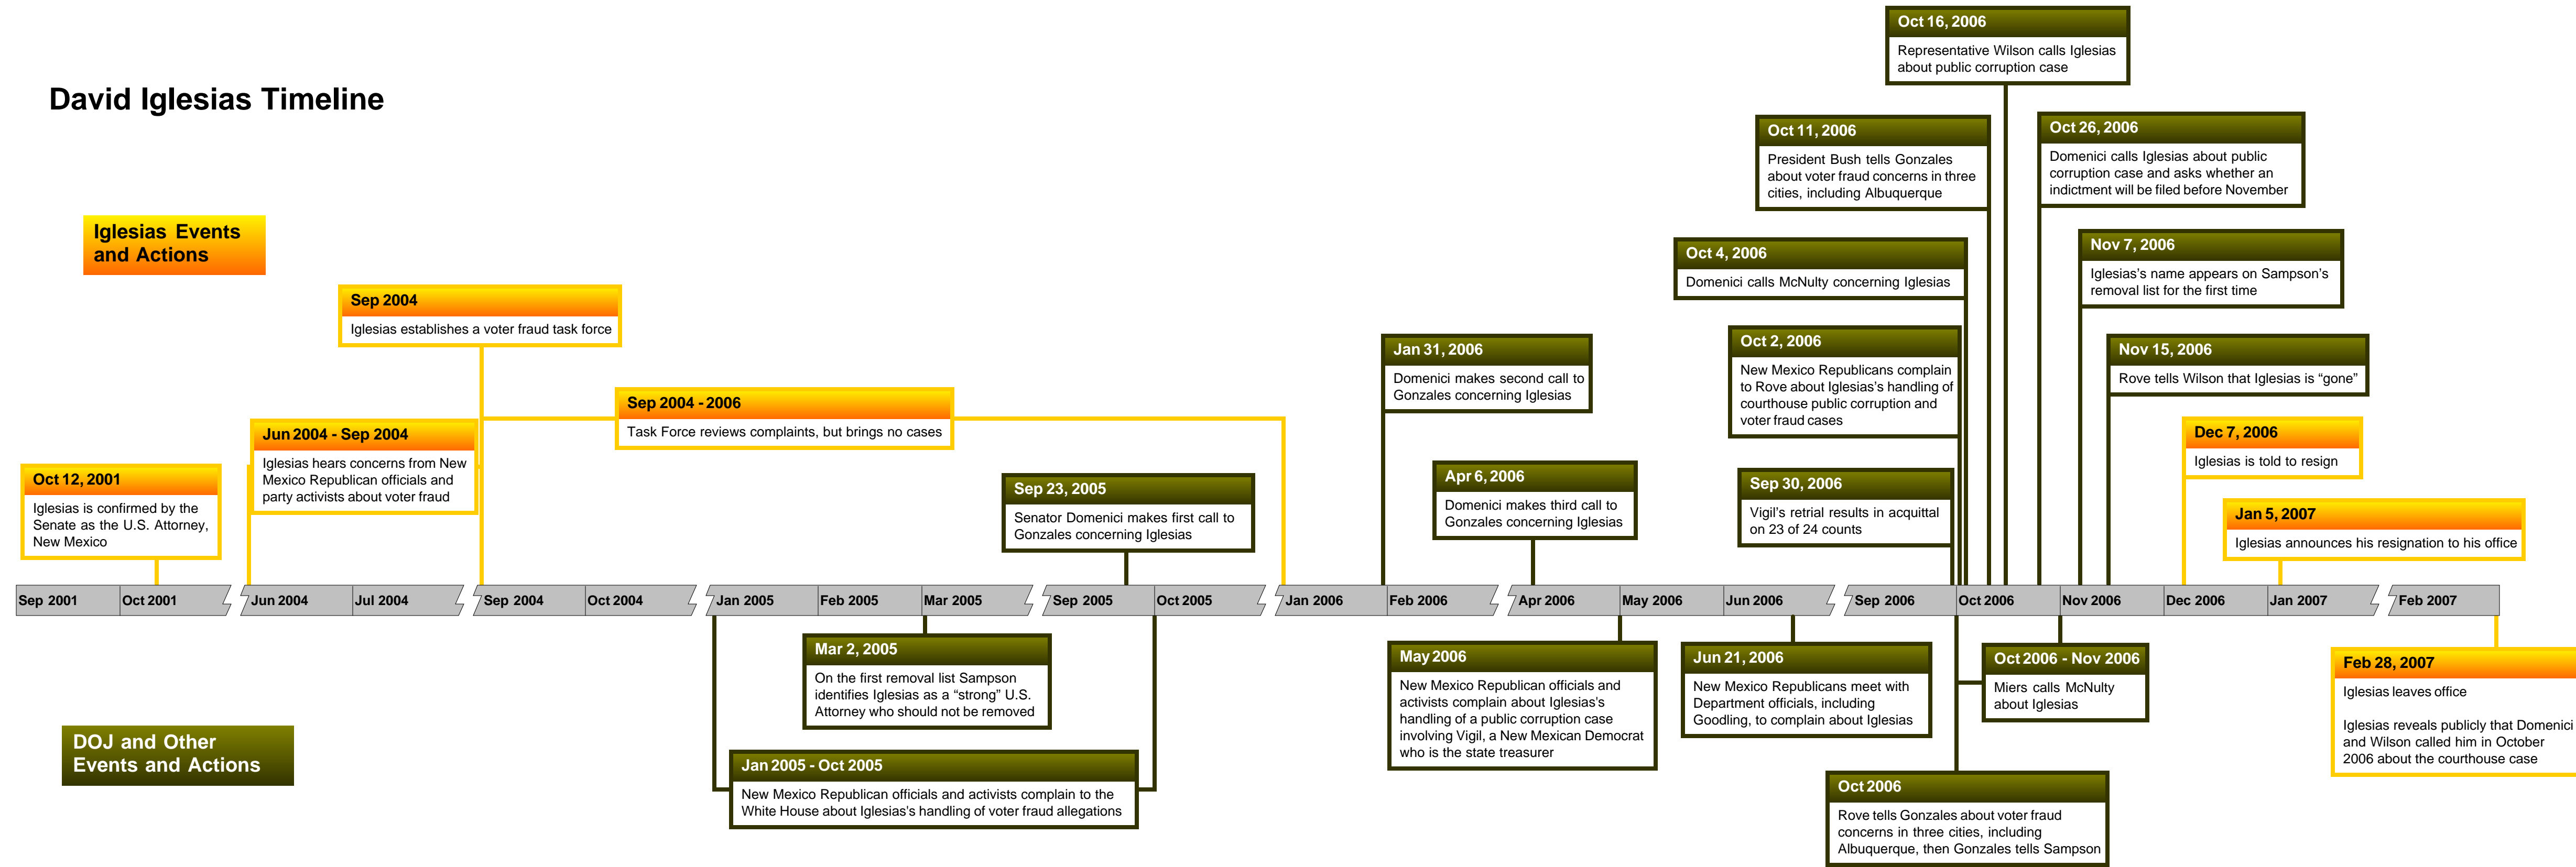 David Iglesias Timeline
Iglesias Events
and Actions
DOJ and Other
Events and Actions
Oct 12, 2001
Iglesias is confirmed by the
Senate as the U.S. Attorney,
New Mexico
Jun 2004 - Sep 2004
Iglesias hears concerns from New
Mexico Republican officials and
party activists about voter fraud
Sep 2004
Iglesias establishes a voter fraud task force
Sep 2004 - 2006
Task Force reviews complaints, but brings no cases
Sep 23, 2005
Senator Domenici makes first call to
Gonzales concerning Iglesias
Jan 31, 2006
Domenici makes second call to
Gonzales concerning Iglesias
Apr 6, 2006
Domenici makes third call to
Gonzales concerning Iglesias
Sep 30, 2006
Vigil's retrial results in acquittal
on 23 of 24 counts
Oct 2, 2006
New Mexico Republicans complain
to Rove about Iglesias's handling of
courthouse public corruption and
voter fraud cases
Oct 4, 2006
Domenici calls McNulty concerning Iglesias
Oct 11, 2006
President Bush tells Gonzales
about voter fraud concerns in three
cities, including Albuquerque
Oct 16, 2006
Representative Wilson calls Iglesias
about public corruption case
Oct 26, 2006
Domenici calls Iglesias about public
corruption case and asks whether an
indictment will be filed before November
Nov 7, 2006
Iglesias's name appears on Sampson's
removal list for the first time
Nov 15, 2006
Rove tells Wilson that Iglesias is “gone”
Dec 7, 2006
Iglesias is told to resign
Jan 5, 2007
Iglesias announces his resignation to his office
Sep 2001
Oct 2001
Jun 2004
Jul 2004
Sep 2004
Oct 2004
Jan 2005
Feb 2005
Mar 2005
Sep 2005
Oct 2005
Jan 2006
Feb 2006
Apr 2006
May 2006
Jun 2006
Sep 2006
Oct 2006
Nov 2006
Dec 2006
Jan 2007
Feb 2007
Mar 2, 2005
On the first removal list Sampson
identifies Iglesias as a “strong” U.S.
Attorney who should not be removed
Jan 2005 - Oct 2005
New Mexico Republican officials and activists complain to the
White House about Iglesias's handling of voter fraud allegations
May 2006
New Mexico Republican officials and
activists complain about Iglesias's
handling of a public corruption case
involving Vigil, a New Mexican Democrat
who is the state treasurer
Jun 21, 2006
New Mexico Republicans meet with
Department officials, including
Goodling, to complain about Iglesias
Oct 2006 - Nov 2006
Miers calls McNulty
about Iglesias
Oct 2006
Rove tells Gonzales about voter fraud
concerns in three cities, including
Albuquerque, then Gonzales tells Sampson
Feb 28, 2007
Iglesias leaves office
Iglesias reveals publicly that Domenici
and Wilson called him in October
2006 about the courthouse case